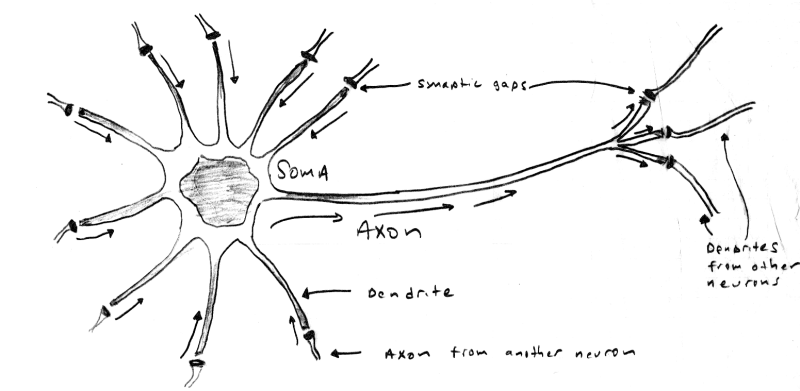 synaptic gaps
SOMA
AXON
Dendrites
from other
neurons
Dendrite
Axon from another neuron